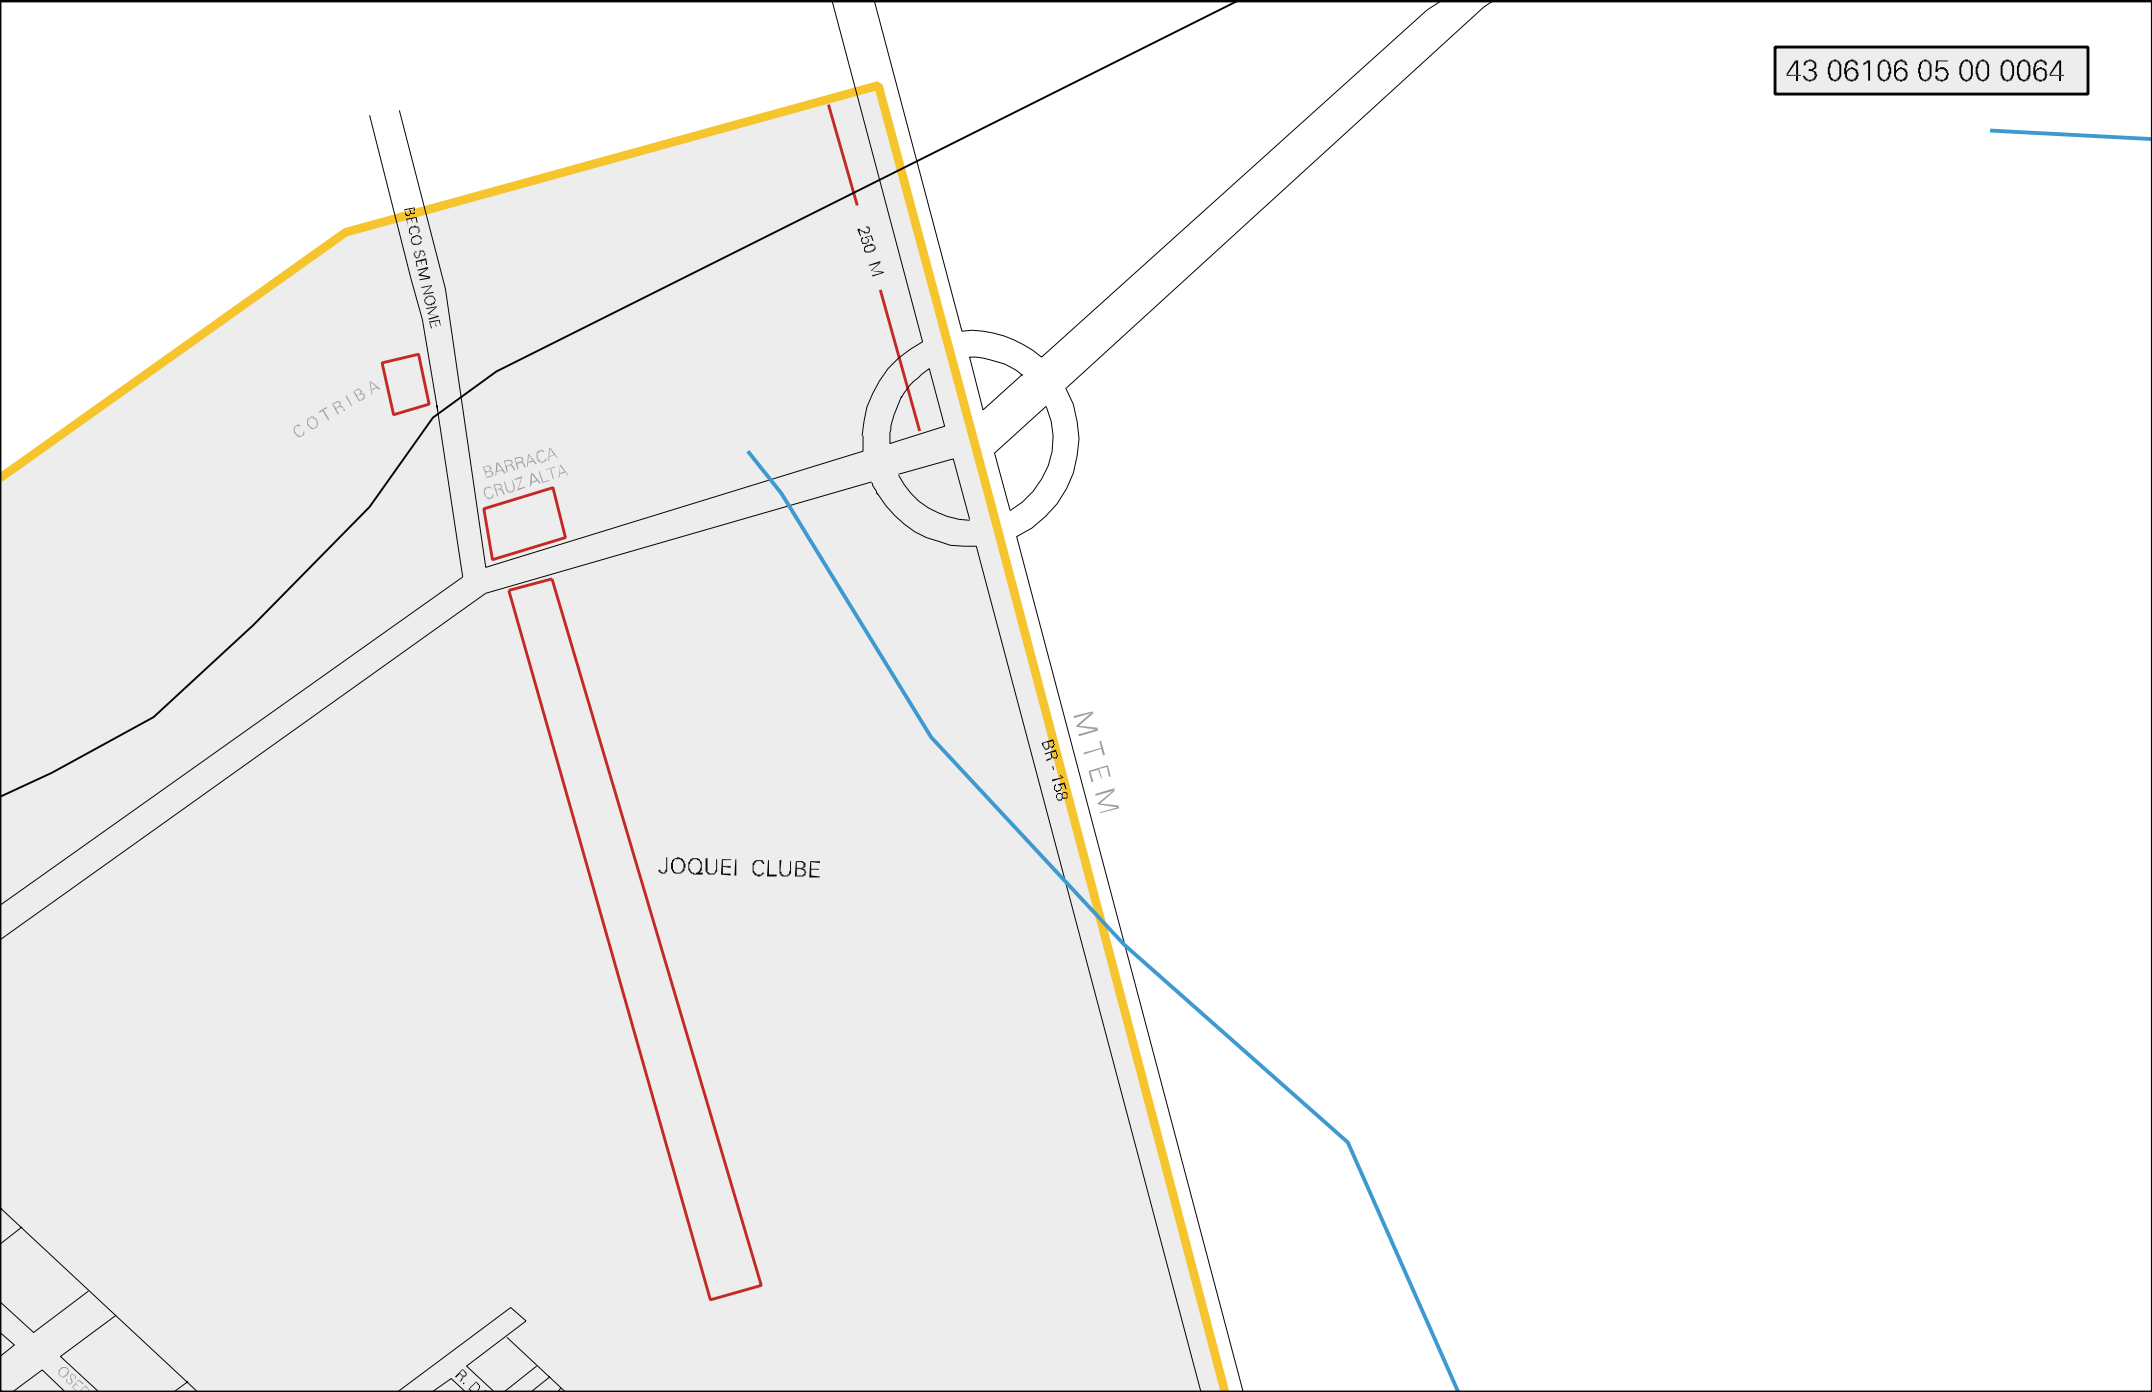 43 06106 05 00 0064
BECO SEM NOME
250 M
COTRIBA
BARRACA
CRUZ ALTA
MTEM
BR - 158
JOQUEI CLUBE